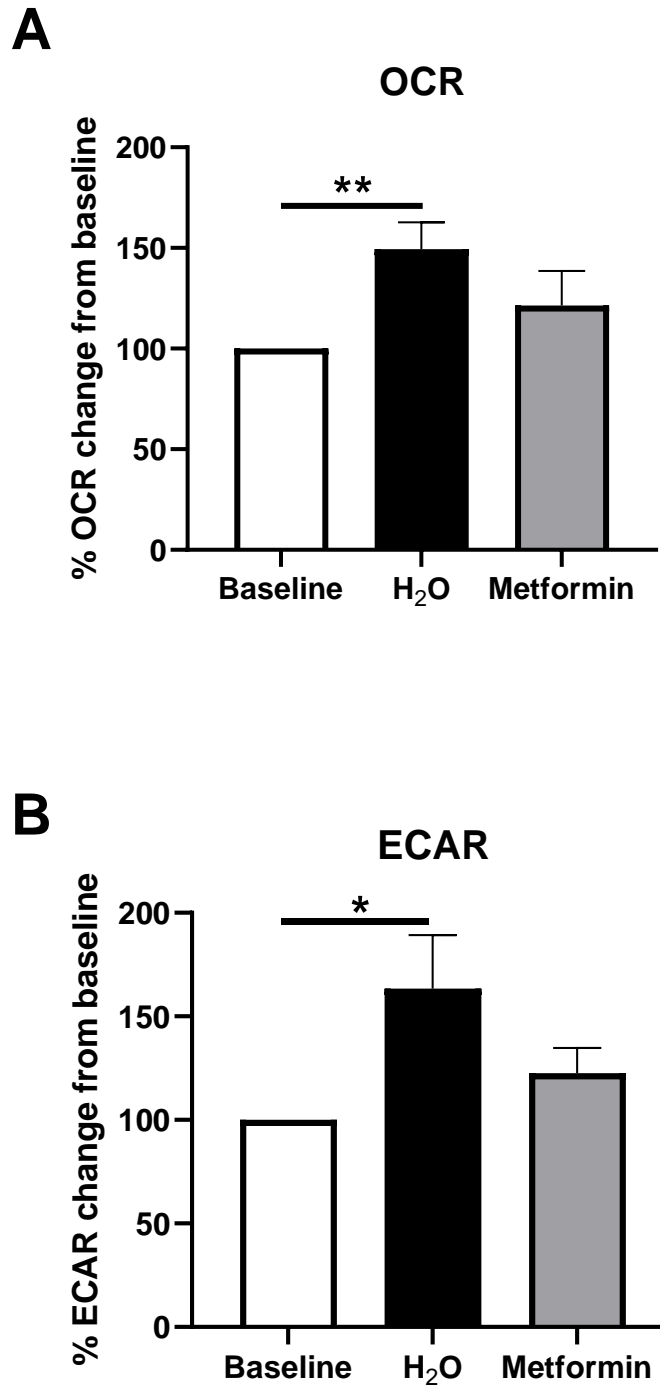 A
OCR
% OCR change from baseline
200
150
100
50
0
**
Baseline H₂O Metformin
B
ECAR
% ECAR change from baseline
200
150
100
50
0
*
Baseline H₂O Metformin